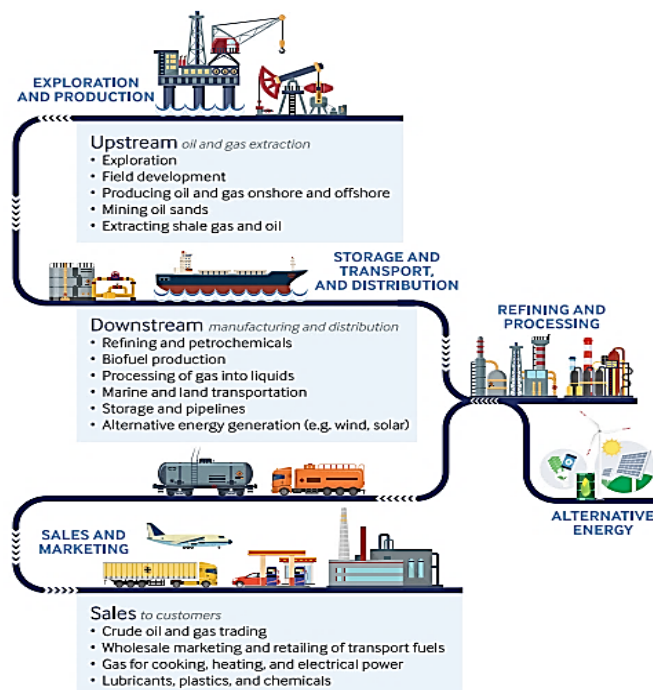 EXPLORATION
AND PRODUCTION
Upstream oil and gas extraction
• Exploration
• Field development
• Producing oil and gas onshore and offshore
• Mining oil sands
• Extracting shale gas and oil
STORAGE AND
TRANSPORT,
AND DISTRIBUTION
REFINING AND
PROCESSING
Downstream manufacturing and distribution
• Refining and petrochemicals
• Biofuel production
• Processing of gas into liquids
• Marine and land transportation
• Storage and pipelines
• Alternative energy generation (e.g. wind, solar)
ALTERNATIVE
ENERGY
SALES AND
MARKETING
Sales to customers
• Crude oil and gas trading
• Wholesale marketing and retailing of transport fuels
• Gas for cooking, heating, and electrical power
• Lubricants, plastics, and chemicals